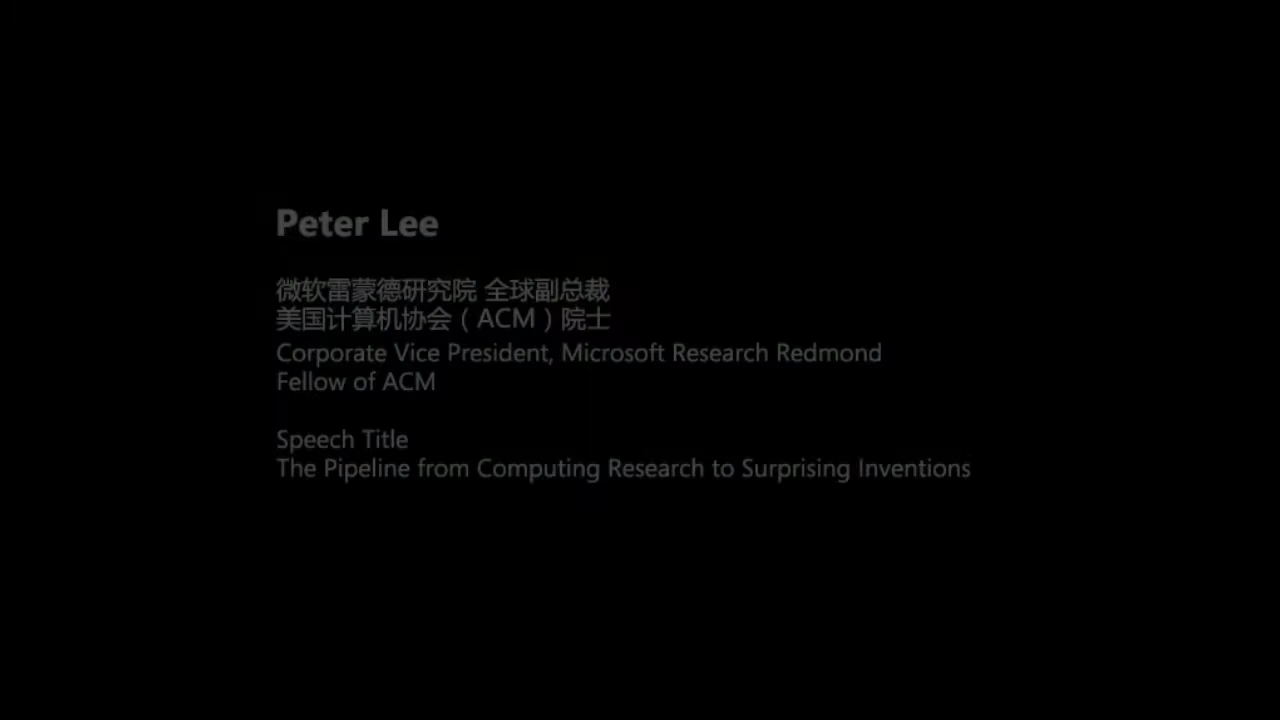 Peter Lee
微软雷蒙德研究院 全球副总裁
美国计算机协会（ACM）院士
Corporate Vice President, Microsoft Research Redmond
Fellow of ACM
Speech Title
The Pipeline from Computing Research to Surprising Inventions